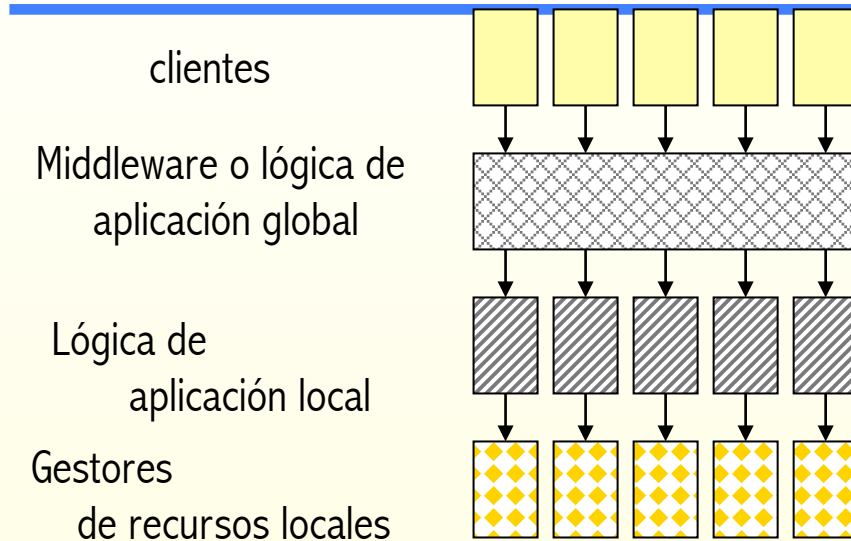 clientes
Middleware o lógica de
aplicación global
Lógica de
aplicación local
Gestores
de recursos locales